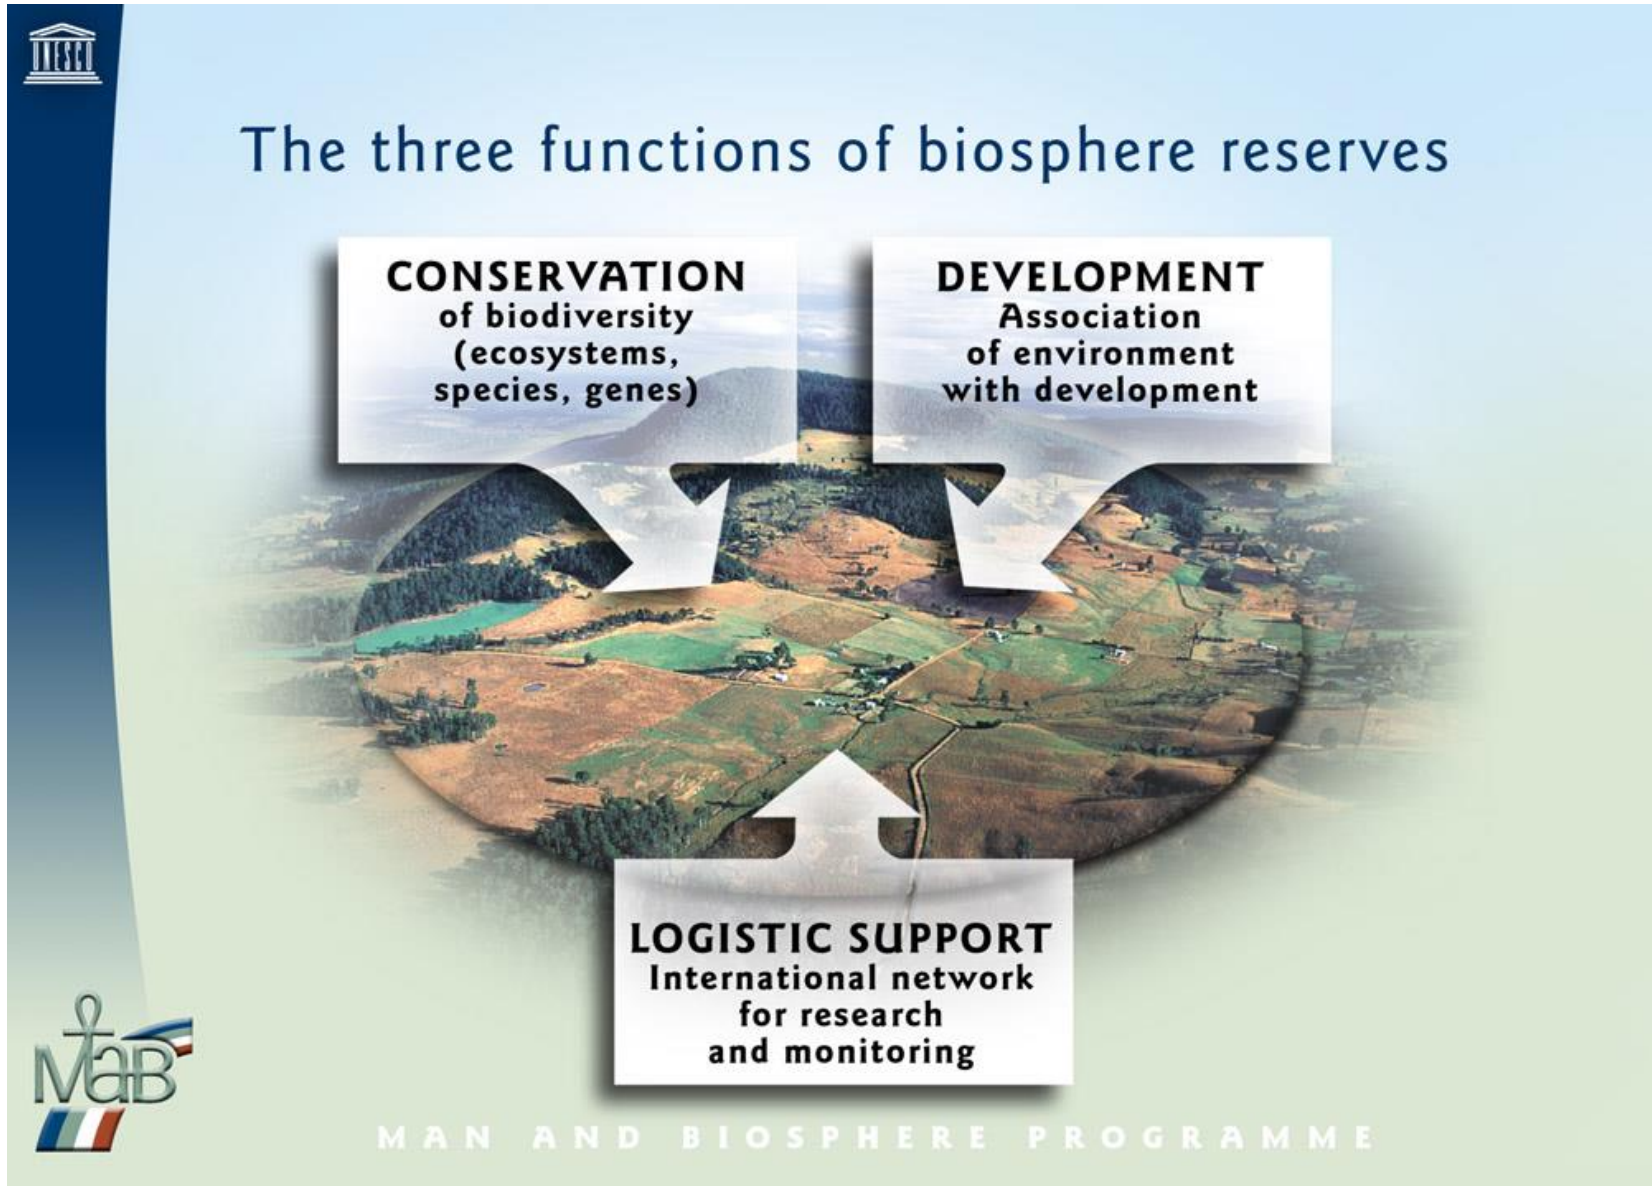 UNESCO
The three functions of biosphere reserves
CONSERVATION
of biodiversity
(ecosystems,
species, genes)
DEVELOPMENT
Association
of environment
with development
LOGISTIC SUPPORT
International network
for research
and monitoring
MaB
MAN AND BIOSPHERE PROGRAMME